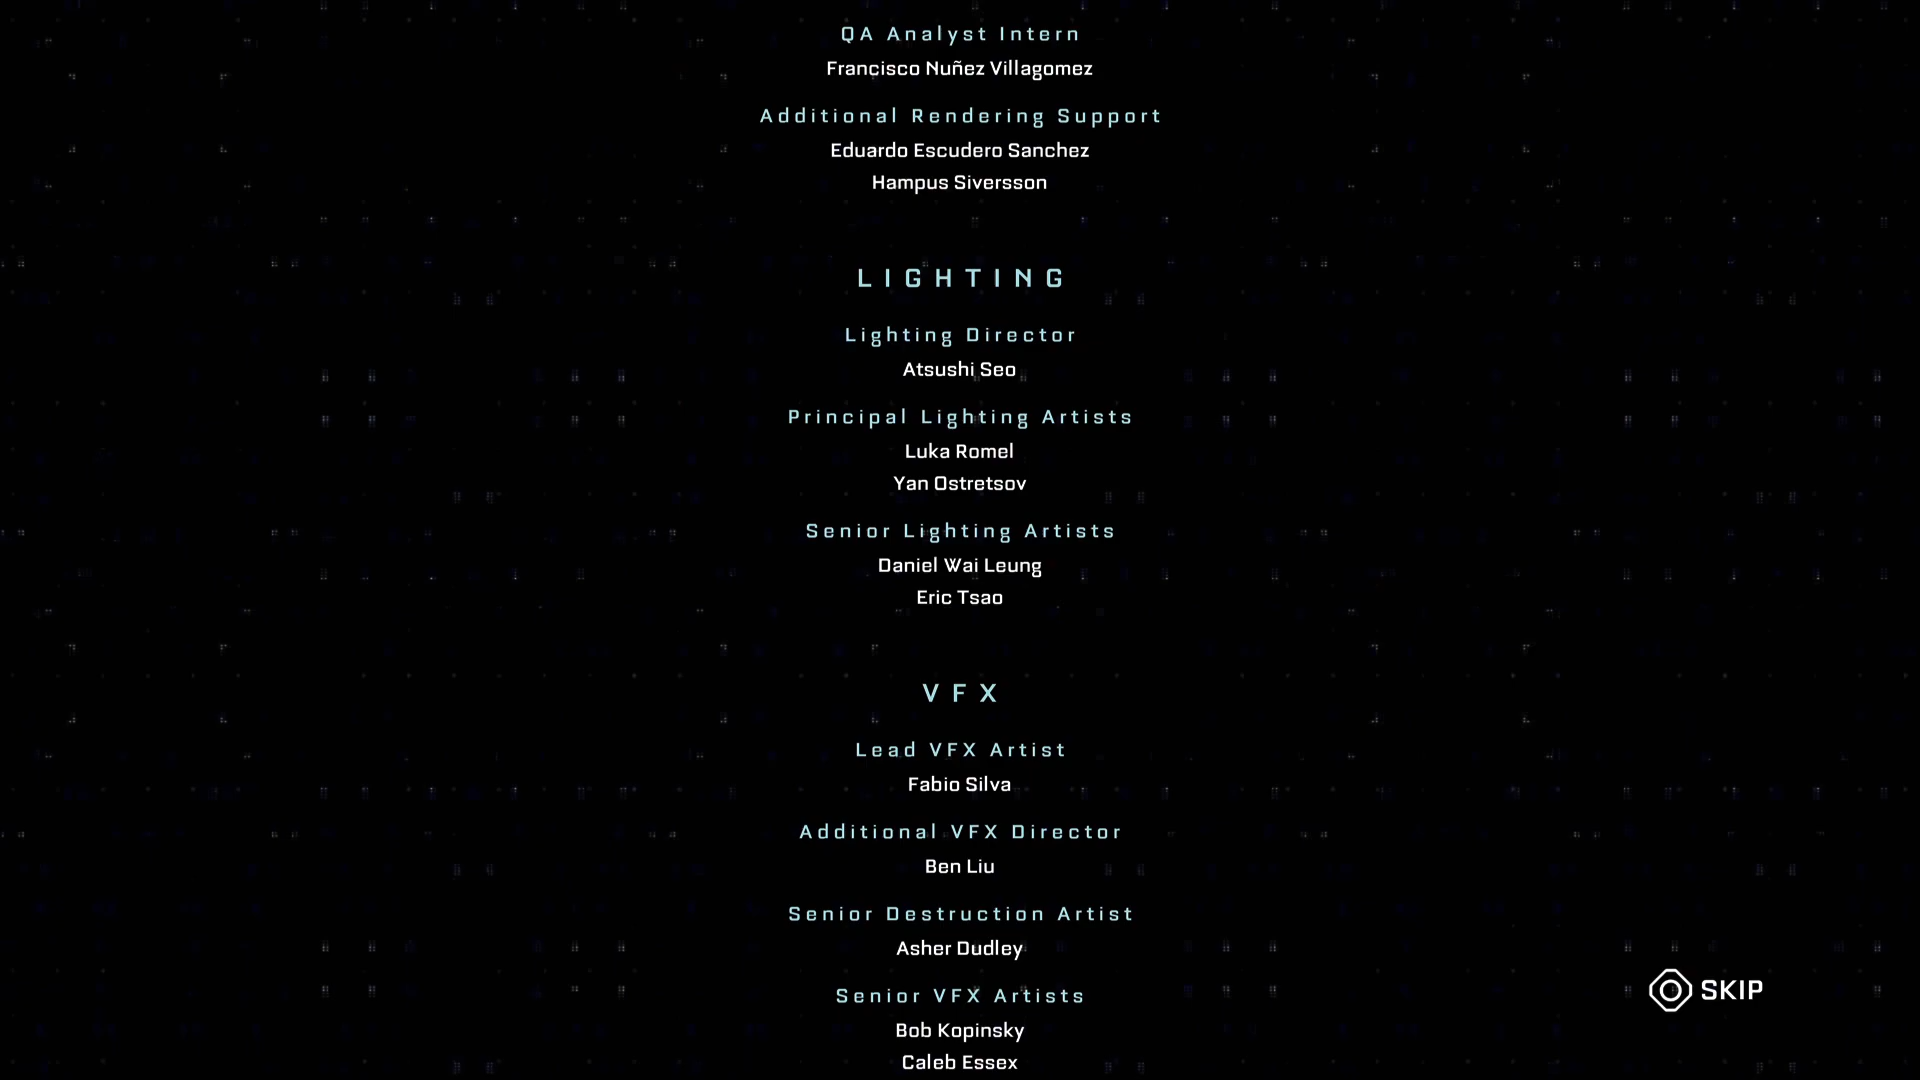 QA Analyst Intern
Francisco Nuñez Villagomez
Additional Rendering Support
Eduardo Escudero Sanchez
Hampus Siversson
LIGHTING
Lighting Director
Atsushi Seo
Principal Lighting Artists
Luka Romel
Yan Ostretsov
Senior Lighting Artists
Daniel Wai Leung
Eric Tsao
VFX
Lead VFX Artist
Fabio Silva
Additional VFX Director
Ben Liu
Senior Destruction Artist
Asher Dudley
Senior VFX Artists
SKIP
Bob Kopinsky
Caleb Essex